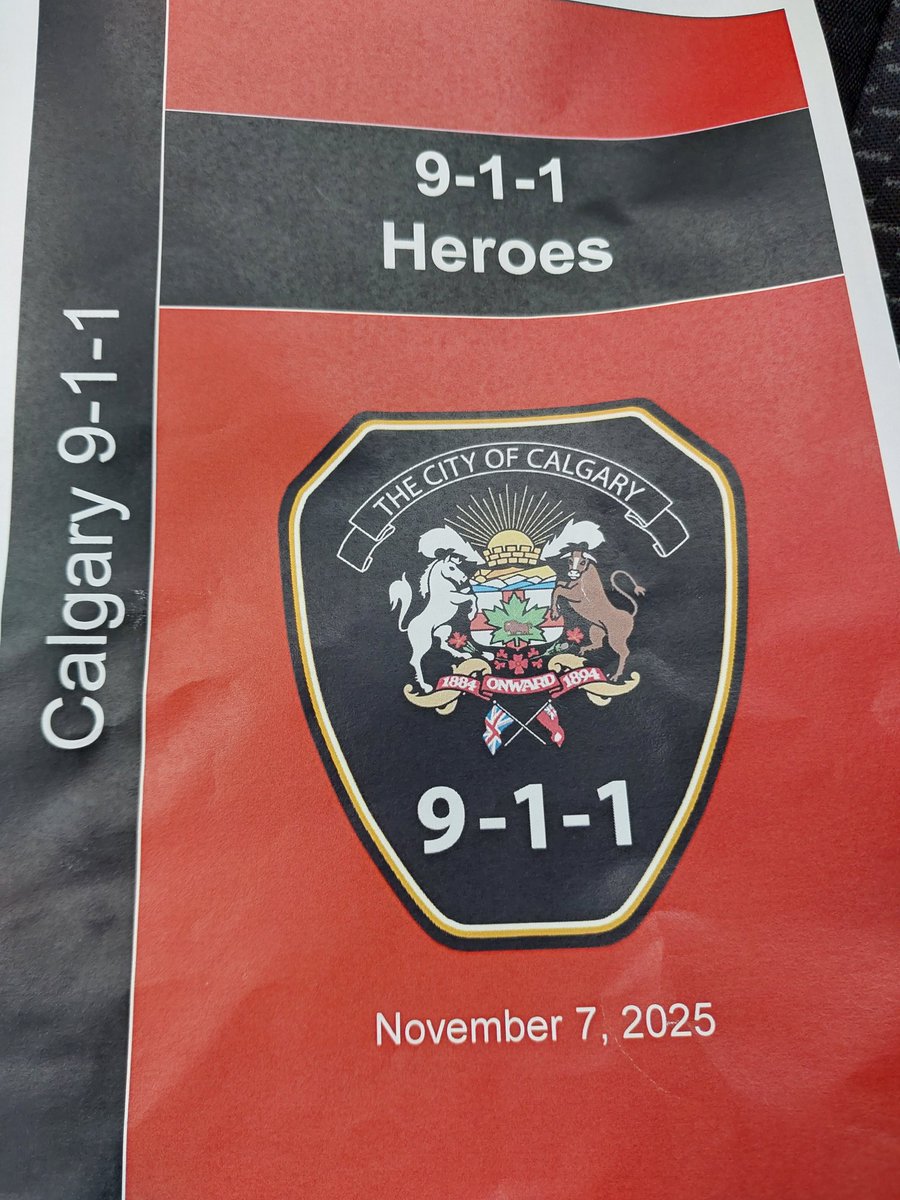 9-1-1
Heroes
Calgary 9-1-1
THE CITY OF CALGARY
1884 ONWARD 1894
9-1-1
November 7, 2025